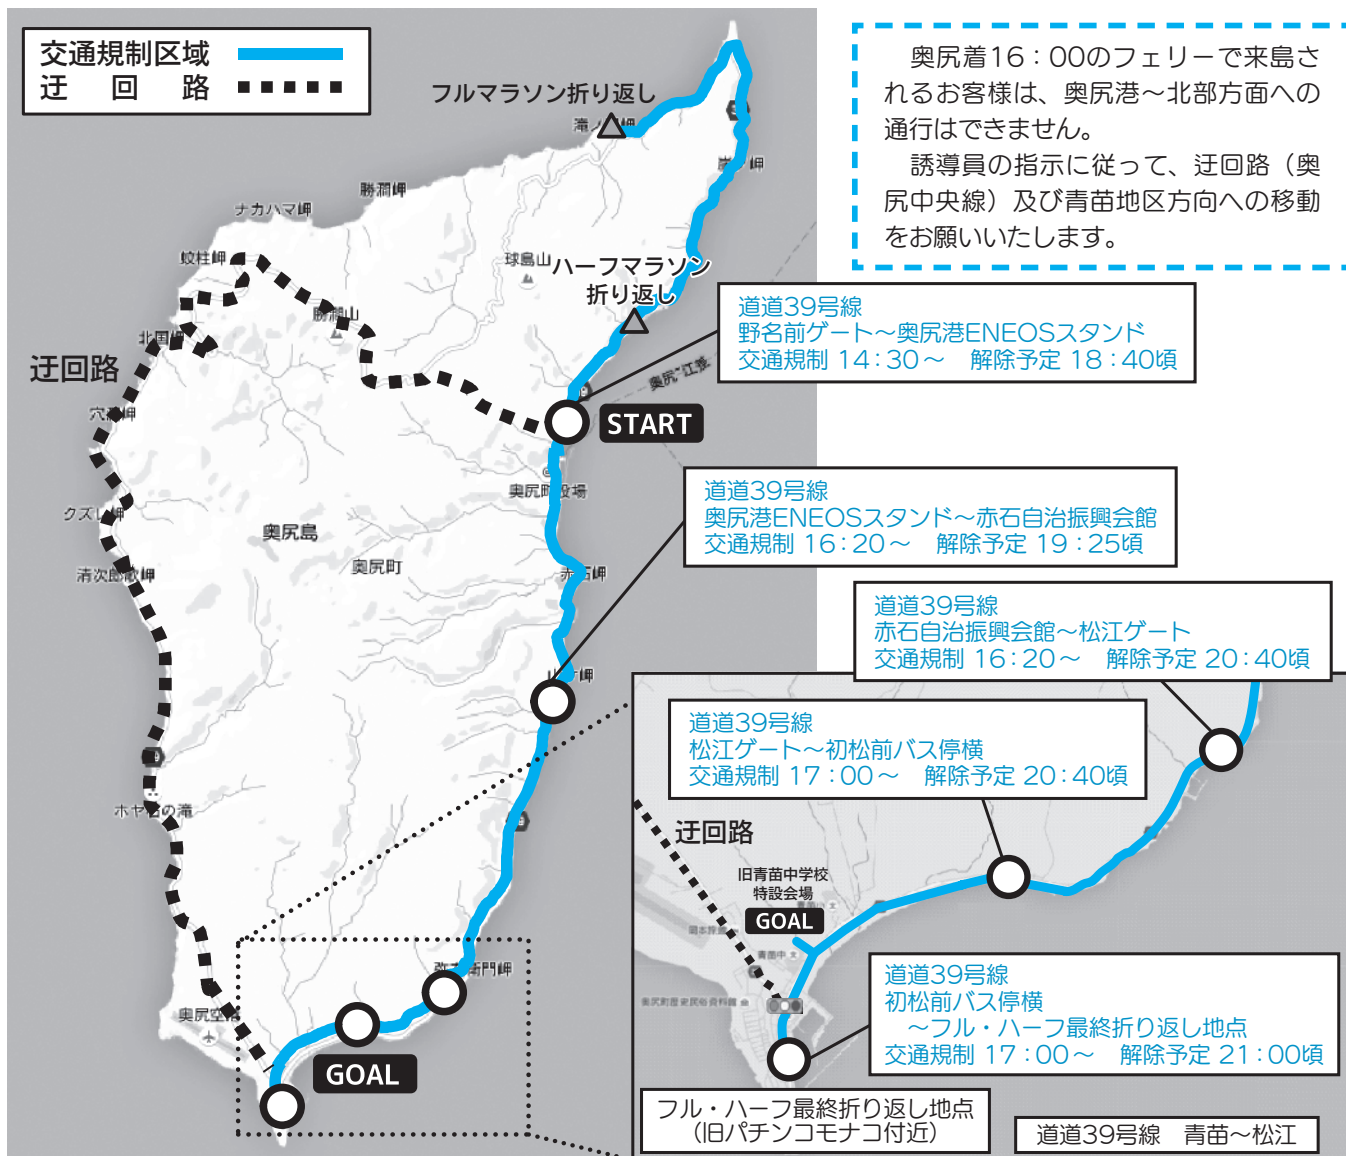 交通規制区域
迂回路
奥尻着16：00のフェリーで来島さ
れるお客様は、奥尻港～北部方面への
通行はできません。
誘導員の指示に従って、迂回路（奥
尻中央線）及び青苗地区方向への移動
をお願いいたします。
フルマラソン折り返し
勝澗岬
ナカハマ岬
蚊柱岬
球島山
ハーフマラソン
折り返し
勝澗山
北国岬
迂回路
道道39号線
野名前ゲート～奥尻港ENEOSスタンド
交通規制 14：30～　解除予定 18：40頃
START
道道39号線
奥尻港ENEOSスタンド～赤石自治振興会館
交通規制 16：20～　解除予定 19：25頃
奥尻町役場
奥尻島
奥尻町
赤石岬
道道39号線
赤石自治振興会館～松江ゲート
交通規制 16：20～　解除予定 20：40頃
道道39号線
松江ゲート～初松前バス停横
交通規制 17：00～　解除予定 20：40頃
迂回路
旧青苗中学校
特設会場
GOAL
青苗中
奥尻町歴史民俗資料館
道道39号線
初松前バス停横
～フル・ハーフ最終折り返し地点
交通規制 17：00～　解除予定 21：00頃
奥尻空港
GOAL
フル・ハーフ最終折り返し地点
（旧パチンコモナコ付近）
道道39号線　青苗～松江